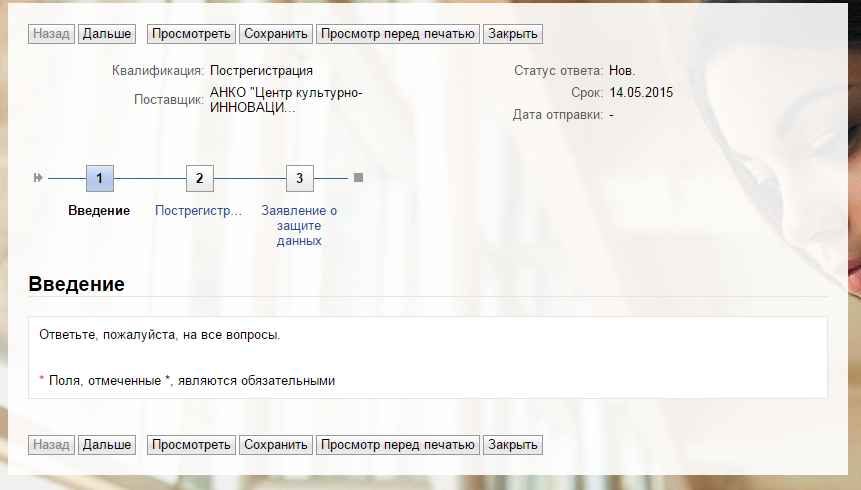 Назад Дальше Просмотреть Сохранить Просмотр перед печатью Закрыть
Квалификация: Пострегистрация Статус ответа: Нов.
Поставщик: АНКО "Центр культурно-
ИННОВАЦИ...
Срок: 14.05.2015
Дата отправки: -
1 2 3
Введение Пострегистр... Заявление о
защите
данных
Введение
Ответьте, пожалуйста, на все вопросы.
* Поля, отмеченные *, являются обязательными
Назад Дальше Просмотреть Сохранить Просмотр перед печатью Закрыть